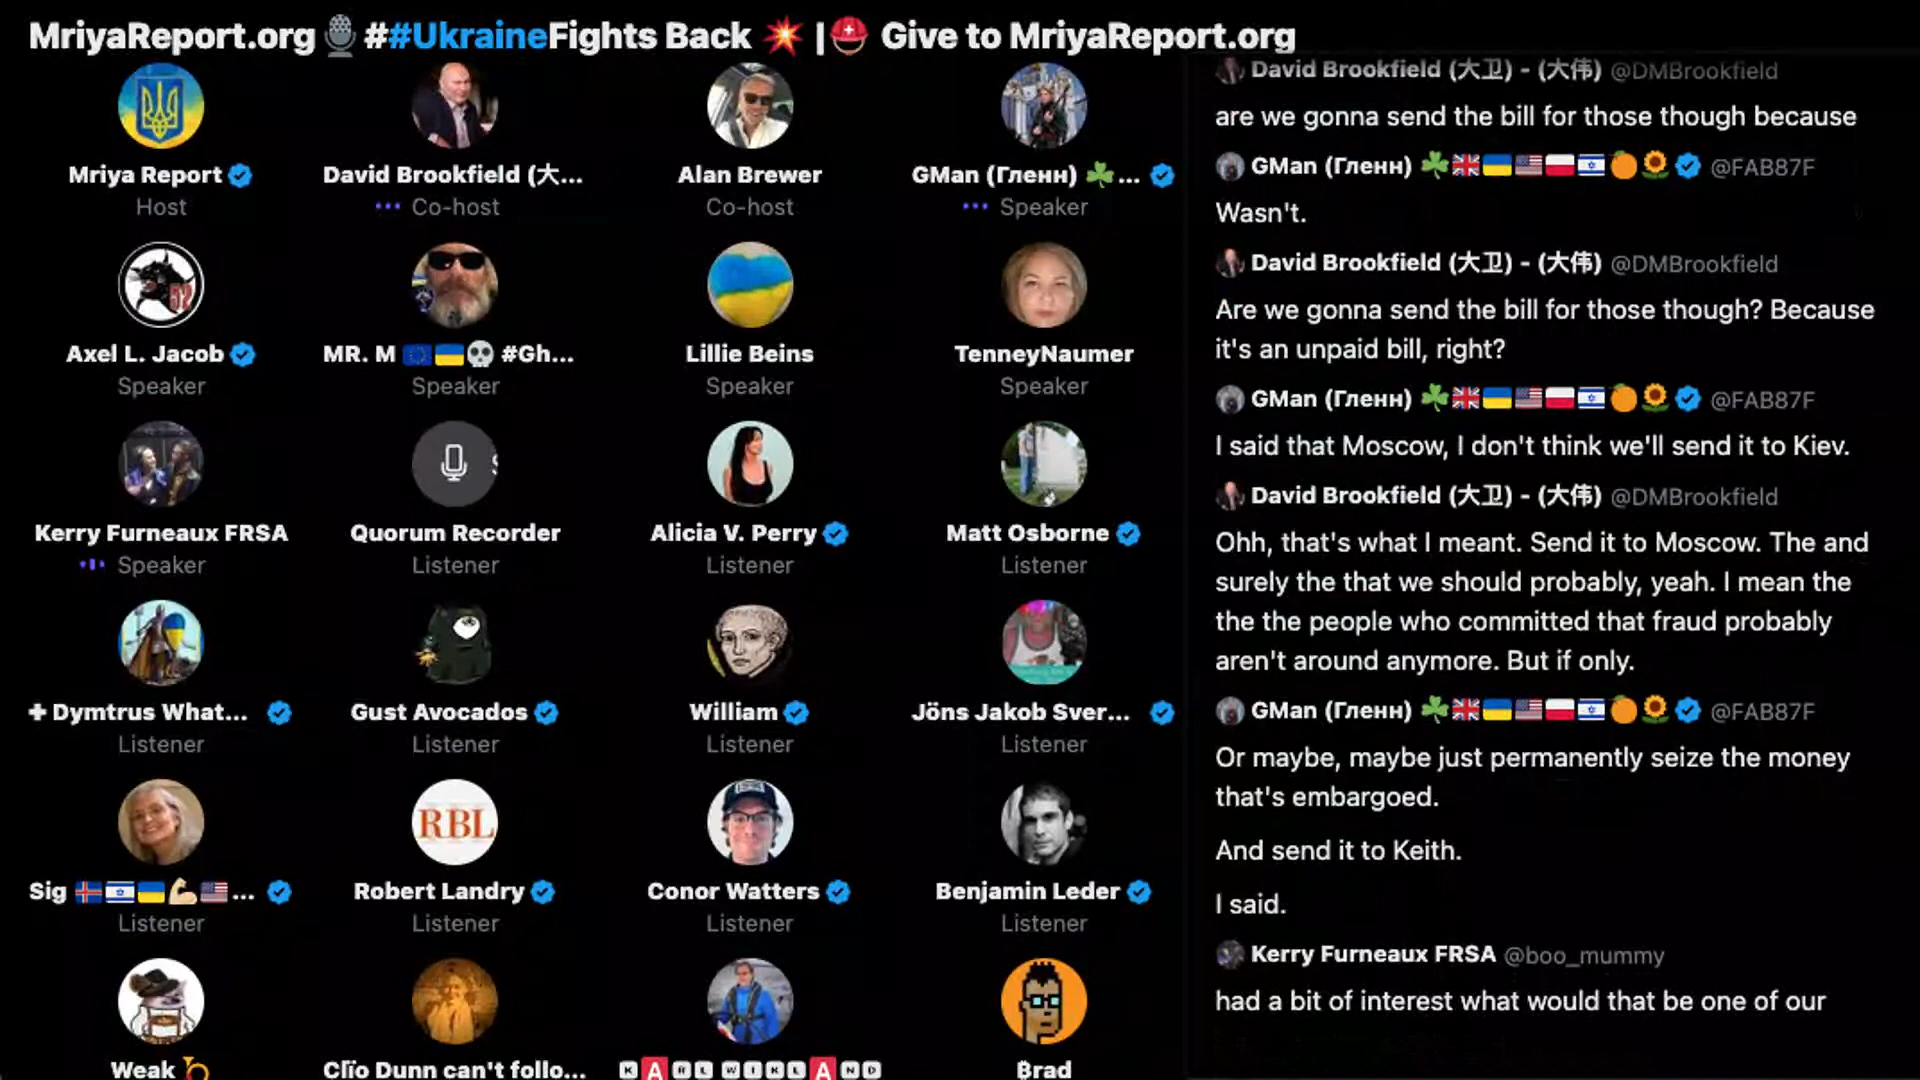 MriyaReport.org🎙️##UkraineFights Back 💥 |⛑️ Give to MriyaReport.org
Mriya Report
Host
David Brookfield (大...
Co-host
Alan Brewer
Co-host
GMan (Гленн) ☘️...
Speaker
52
Axel L. Jacob
Speaker
MR. M 🇪🇺🇺🇦💀 #Gh...
Speaker
Lillie Beins
Speaker
TenneyNaumer
Speaker
Kerry Furneaux FRSA
Speaker
Quorum Recorder
Listener
Alicia V. Perry
Listener
Matt Osborne
Listener
✚ Dymtrus What...
Listener
Gust Avocados
Listener
William
Listener
Jöns Jakob Sver...
Listener
Sig 🇮🇸🇮🇱🇺🇦💪🏼🇺🇸...
Listener
RBL
Robert Landry
Listener
Conor Watters
Listener
Benjamin Leder
Listener
Weak
Clïo Dunn can't follo...
🅺🅰🆁🅻 🆆🅸🅺🅻🅰🅽🅳
Brad
David Brookfield (大卫) - (大伟) @DMBrookfield
are we gonna send the bill for those though because
GMan (Гленн) ☘️🇬🇧🇺🇦🇺🇸🇵🇱🇮🇱🍊🌻 @FAB87F
Wasn't.
David Brookfield (大卫) - (大伟) @DMBrookfield
Are we gonna send the bill for those though? Because
it's an unpaid bill, right?
GMan (Гленн) ☘️🇬🇧🇺🇦🇺🇸🇵🇱🇮🇱🍊🌻 @FAB87F
I said that Moscow, I don't think we'll send it to Kiev.
David Brookfield (大卫) - (大伟) @DMBrookfield
Ohh, that's what I meant. Send it to Moscow. The and
surely the that we should probably, yeah. I mean the
the the people who committed that fraud probably
aren't around anymore. But if only.
GMan (Гленн) ☘️🇬🇧🇺🇦🇺🇸🇵🇱🇮🇱🍊🌻 @FAB87F
Or maybe, maybe just permanently seize the money
that's embargoed.
And send it to Keith.
I said.
Kerry Furneaux FRSA @boo_mummy
had a bit of interest what would that be one of our